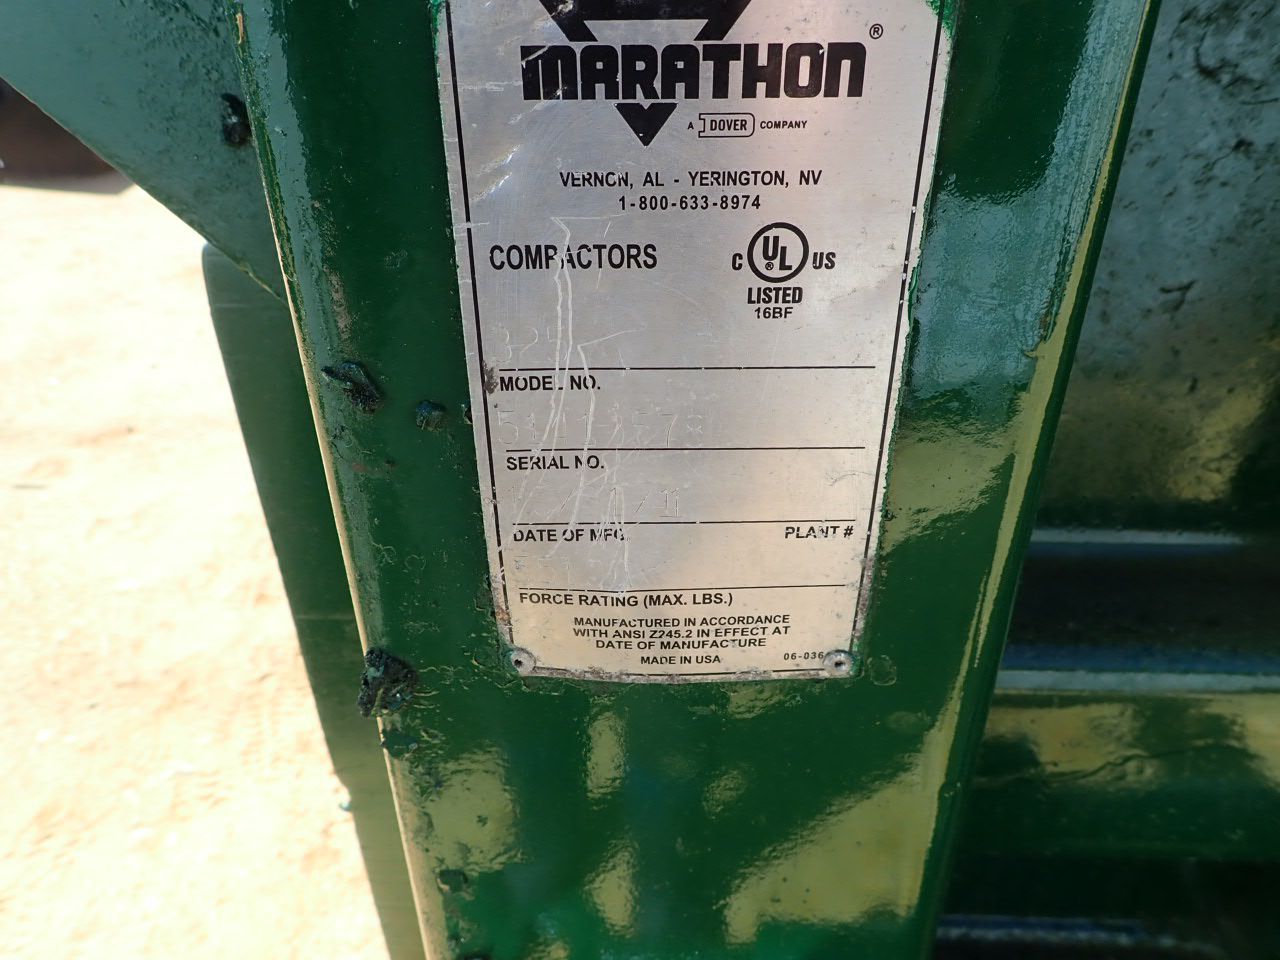 MARATHON ®
A DOVER COMPANY
VERNON, AL - YERINGTON, NV
1-800-633-8974
COMPACTORS
C UL ® US
LISTED
16BF
MODEL NO.
SERIAL NO.
DATE OF MFG. PLANT #
FORCE RATING (MAX. LBS.)
MANUFACTURED IN ACCORDANCE
WITH ANSI Z245.2 IN EFFECT AT
DATE OF MANUFACTURE
MADE IN USA 06-036